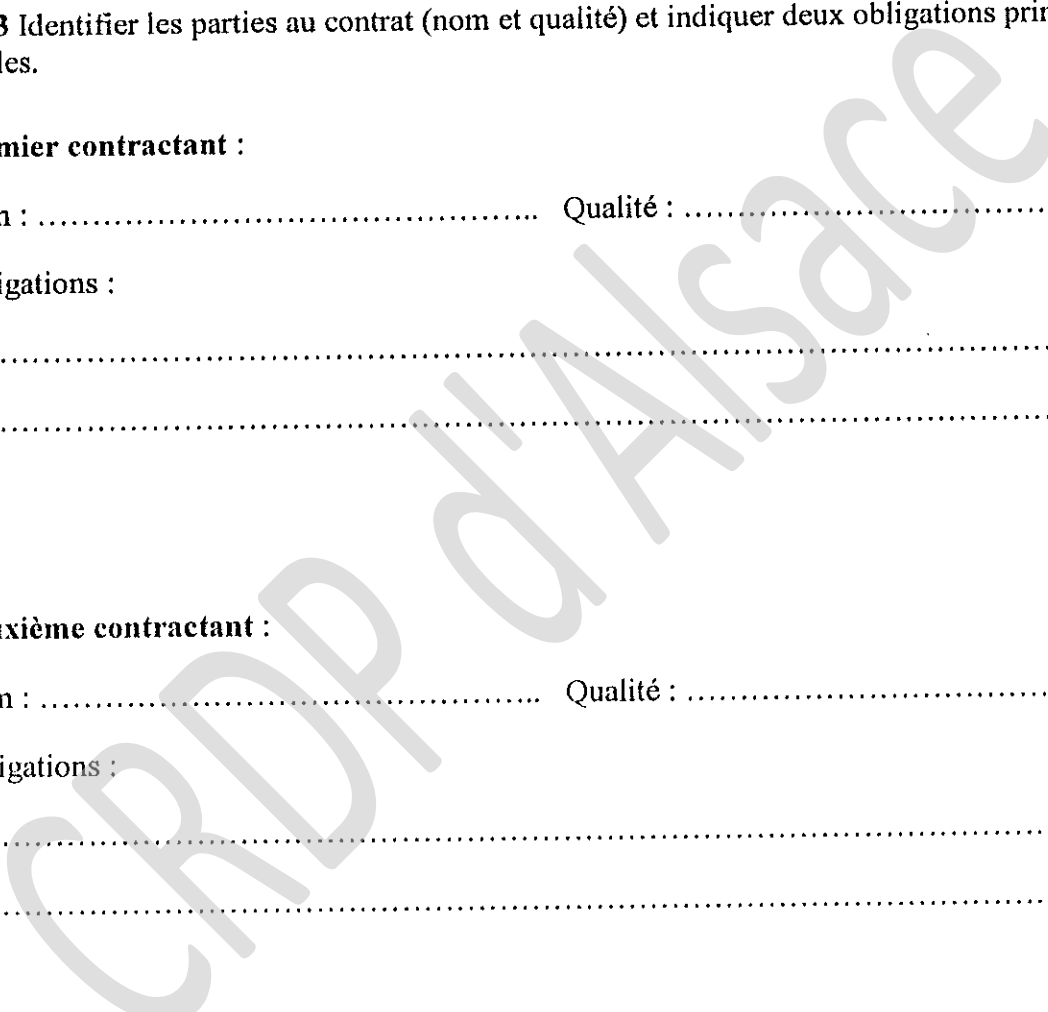 3 Identifier les parties au contrat (nom et qualité) et indiquer deux obligations prin
les.
mier contractant :
n : ............................................... Qualité : ..................................
igations :
....................................................................................................
....................................................................................................
uxième contractant :
n : ............................................... Qualité : ..................................
igations :
....................................................................................................
....................................................................................................
CRDP d'Alsace